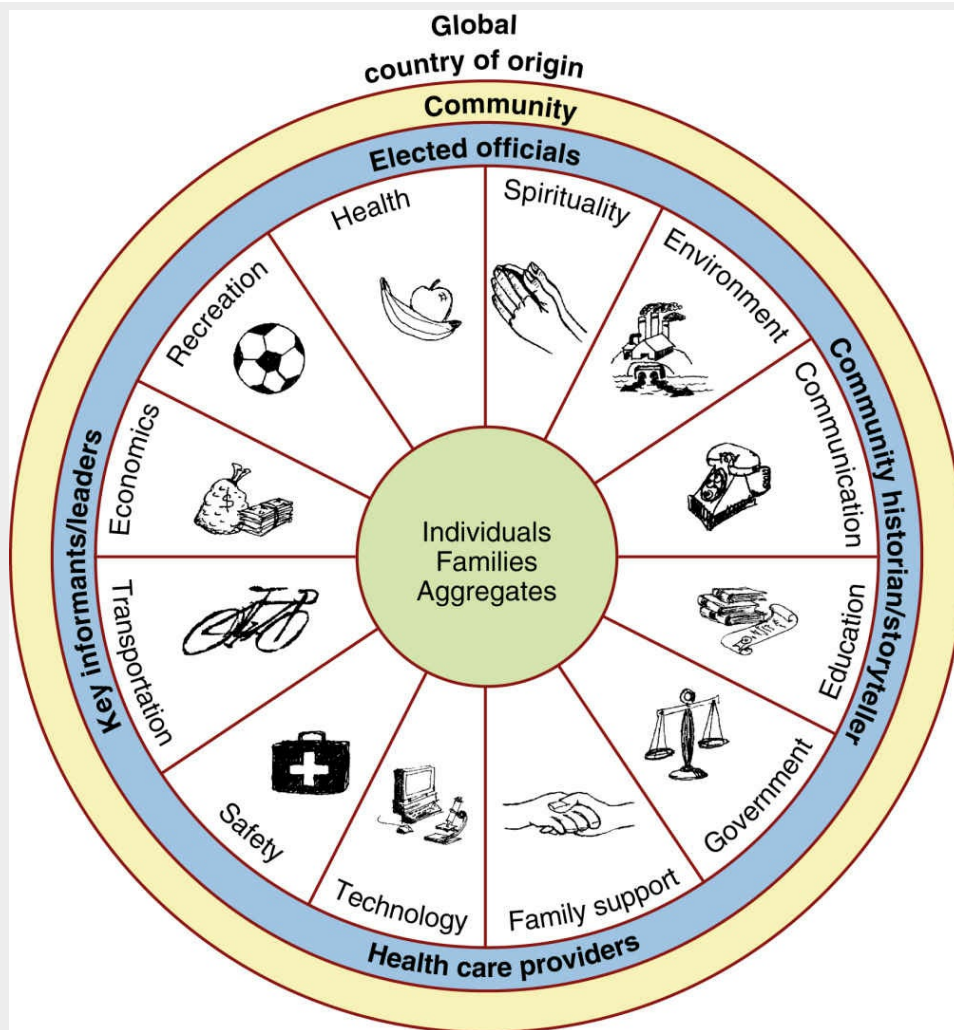 Global
country of origin
Community
Elected officials
Health
Spirituality
Environment
Recreation
Communication
Economics
Community historian/storyteller
Key informants/leaders
Individuals
Families
Aggregates
$
Transportation
Education
Government
Safety
Technology
Family support
Health care providers